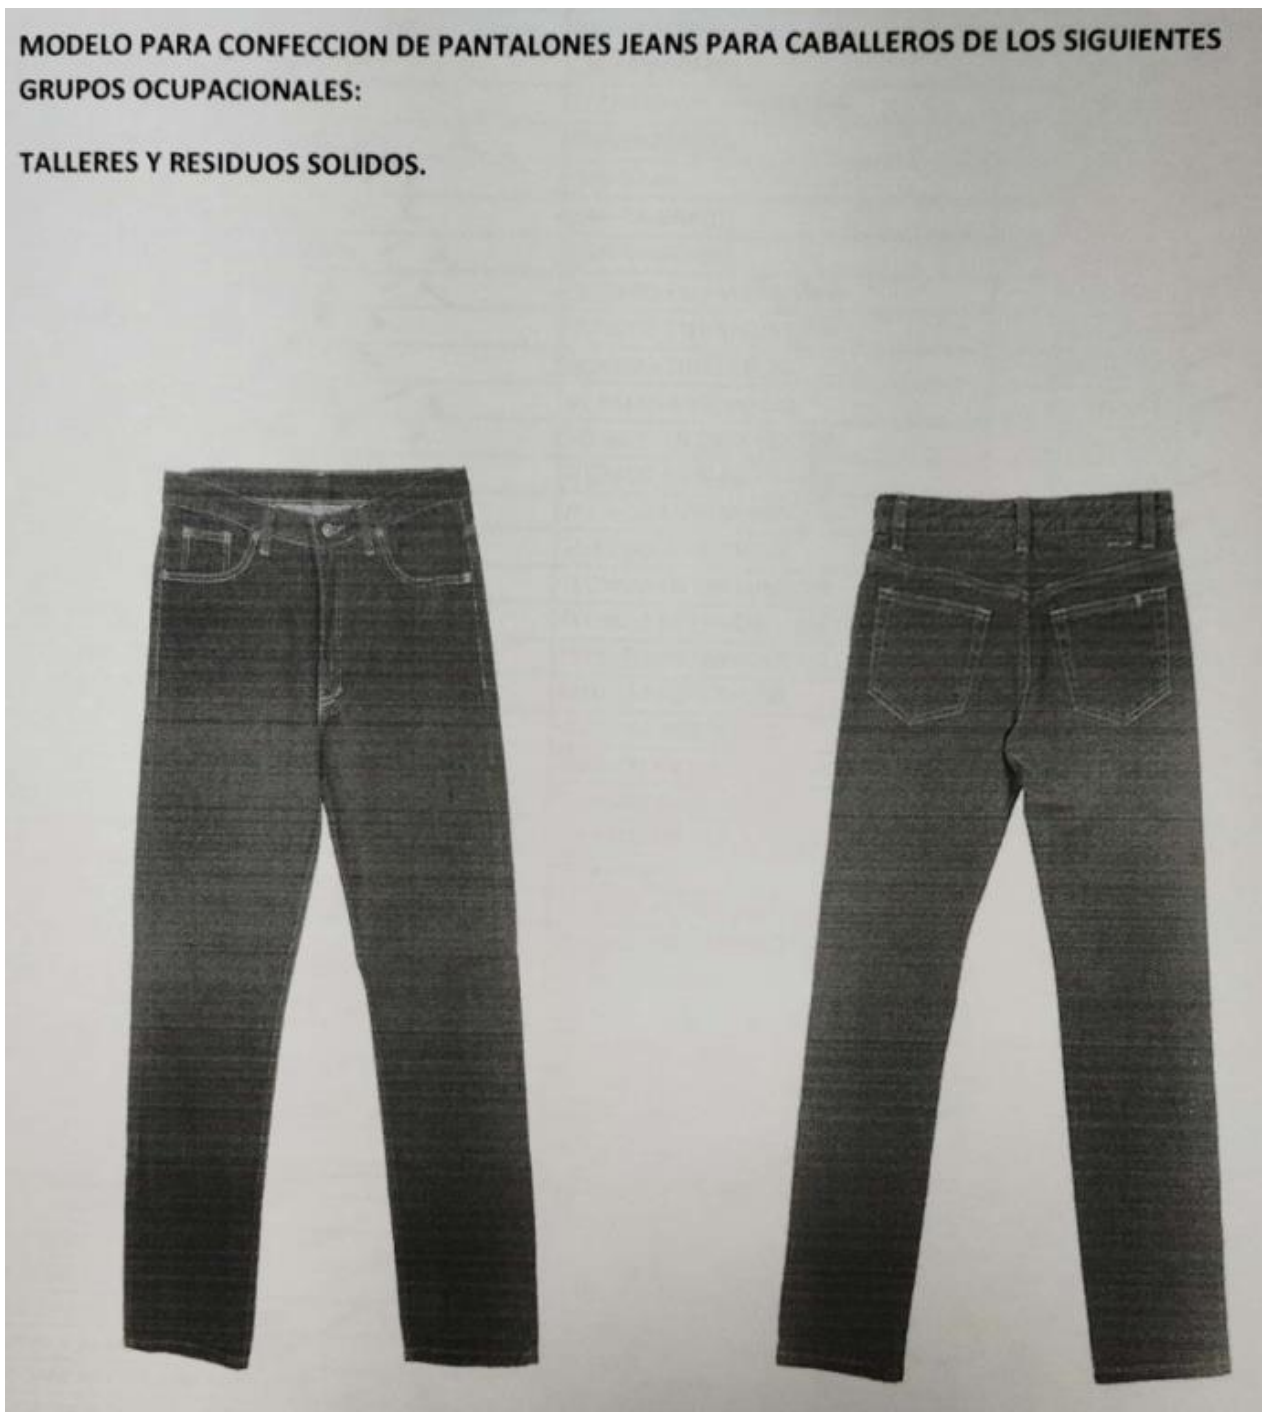 MODELO PARA CONFECCION DE PANTALONES JEANS PARA CABALLEROS DE LOS SIGUIENTES
GRUPOS OCUPACIONALES:
TALLERES Y RESIDUOS SOLIDOS.